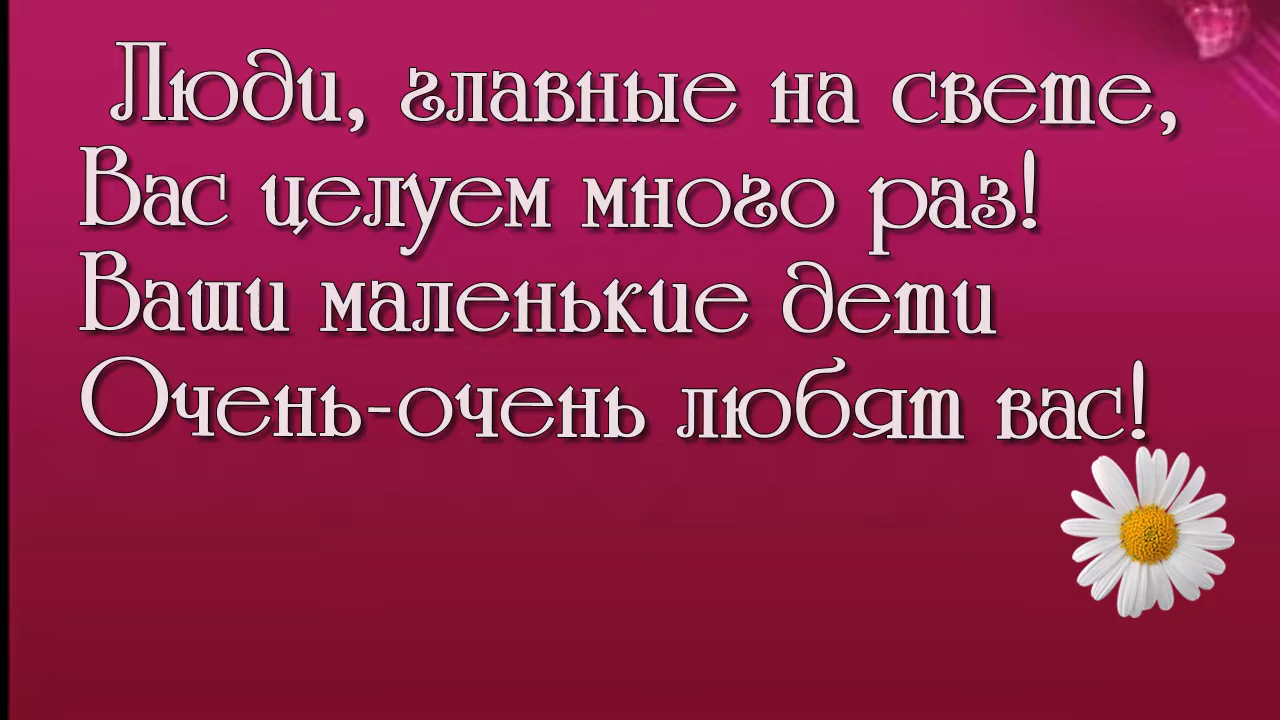 Люди, главные на свете,
Вас целуем много раз!
Ваши маленькие дети
Очень-очень любят вас!